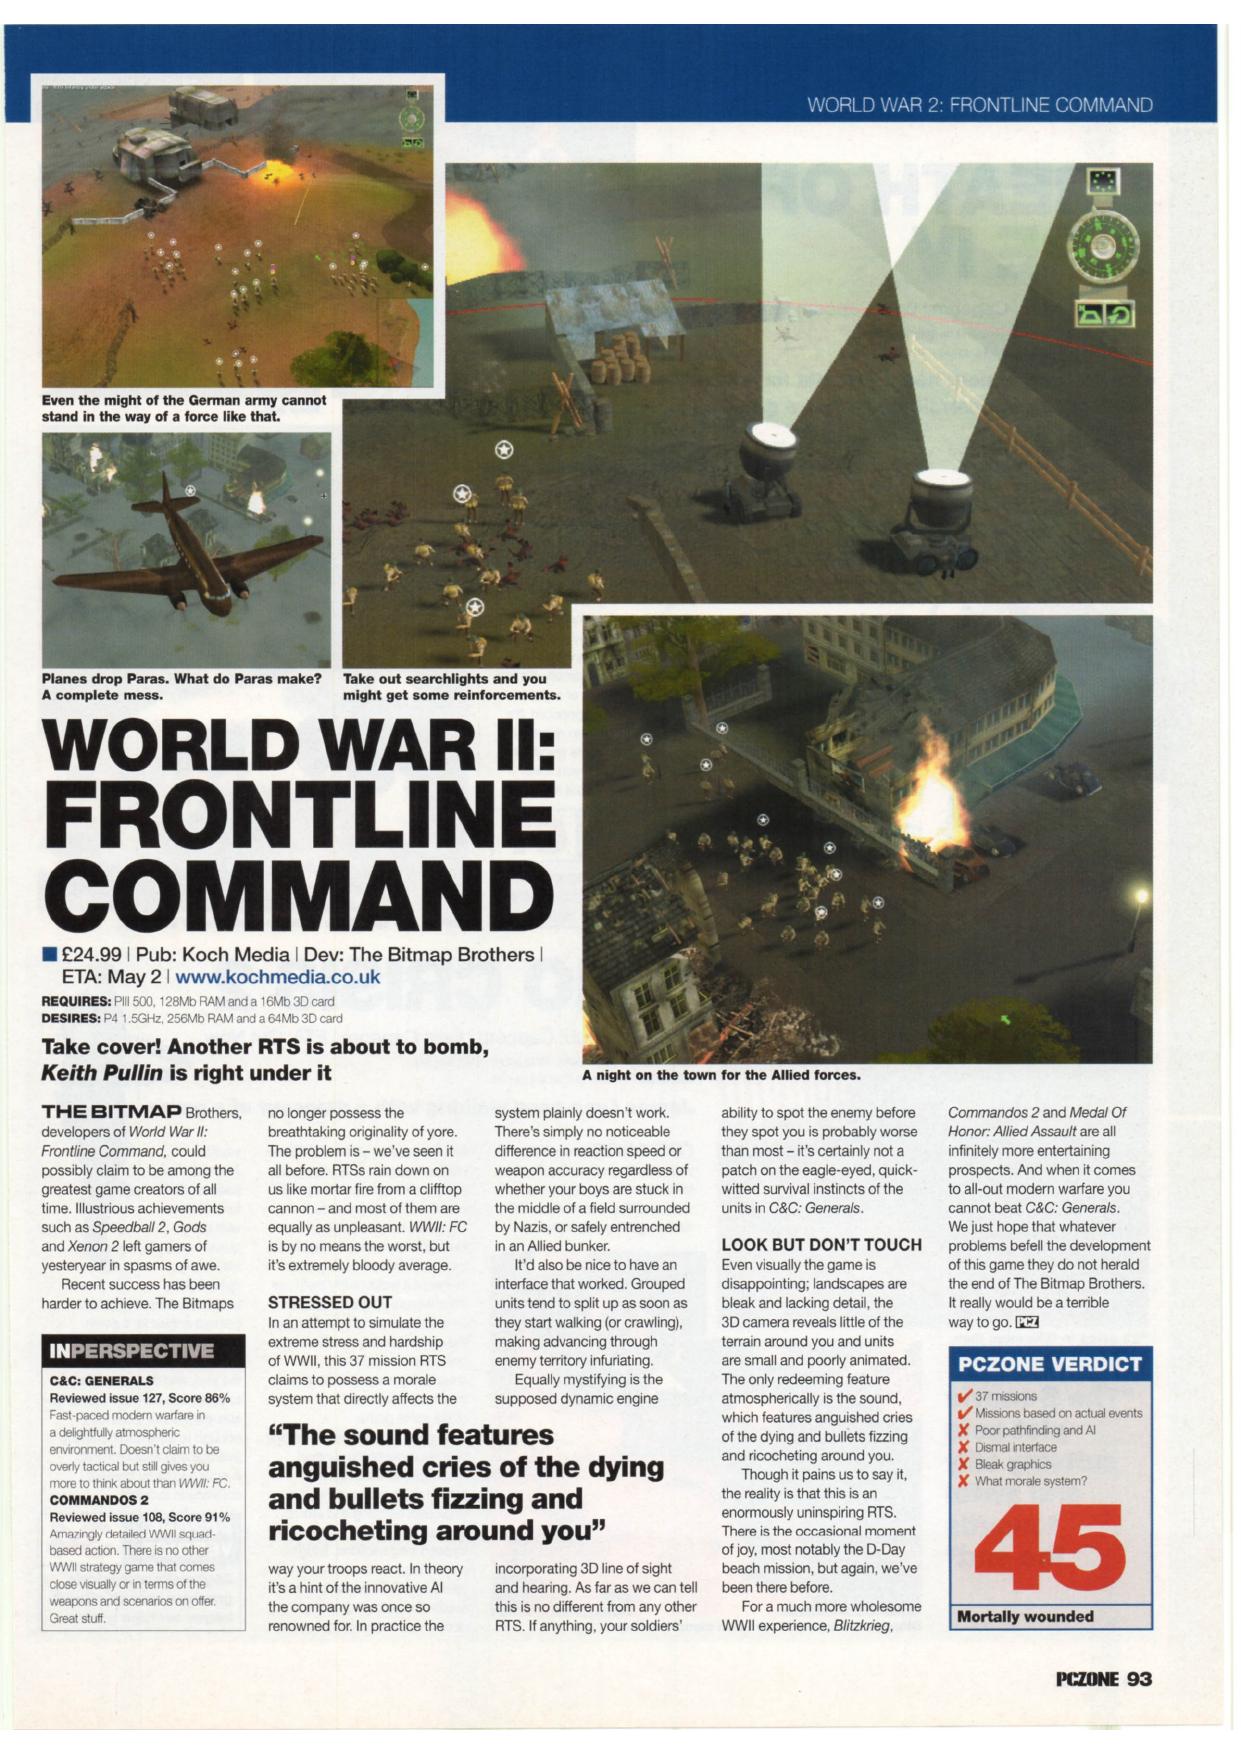 WORLD WAR 2: FRONTLINE COMMAND
Even the might of the German army cannot
stand in the way of a force like that.
Planes drop Paras. What do Paras make?
A complete mess.
Take out searchlights and you
might get some reinforcements.
WORLD WAR II:
FRONTLINE
COMMAND
£24.99 | Pub: Koch Media | Dev: The Bitmap Brothers |
ETA: May 2 | www.kochmedia.co.uk
REQUIRES: PIII 500, 128Mb RAM and a 16Mb 3D card
DESIRES: P4 1.5GHz, 256Mb RAM and a 64Mb 3D card
Take cover! Another RTS is about to bomb,
Keith Pullin is right under it
A night on the town for the Allied forces.
THE BITMAP Brothers,
developers of World War II:
Frontline Command, could
possibly claim to be among the
greatest game creators of all
time. Illustrious achievements
such as Speedball 2, Gods
and Xenon 2 left gamers of
yesteryear in spasms of awe.
Recent success has been
harder to achieve. The Bitmaps
no longer possess the
breathtaking originality of yore.
The problem is – we've seen it
all before. RTSs rain down on
us like mortar fire from a clifftop
cannon – and most of them are
equally as unpleasant. WWII: FC
is by no means the worst, but
it's extremely bloody average.
STRESSED OUT
In an attempt to simulate the
extreme stress and hardship
of WWII, this 37 mission RTS
claims to possess a morale
system that directly affects the
way your troops react. In theory
it's a hint of the innovative AI
the company was once so
renowned for. In practice the
system plainly doesn't work.
There's simply no noticeable
difference in reaction speed or
weapon accuracy regardless of
whether your boys are stuck in
the middle of a field surrounded
by Nazis, or safely entrenched
in an Allied bunker.
It'd also be nice to have an
interface that worked. Grouped
units tend to split up as soon as
they start walking (or crawling),
making advancing through
enemy territory infuriating.
Equally mystifying is the
supposed dynamic engine
incorporating 3D line of sight
and hearing. As far as we can tell
this is no different from any other
RTS. If anything, your soldiers'
ability to spot the enemy before
they spot you is probably worse
than most – it's certainly not a
patch on the eagle-eyed, quick-
witted survival instincts of the
units in C&C: Generals.
LOOK BUT DON'T TOUCH
Even visually the game is
disappointing; landscapes are
bleak and lacking detail, the
3D camera reveals little of the
terrain around you and units
are small and poorly animated.
The only redeeming feature
atmospherically is the sound,
which features anguished cries
of the dying and bullets fizzing
and ricocheting around you.
Though it pains us to say it,
the reality is that this is an
enormously uninspiring RTS.
There is the occasional moment
of joy, most notably the D-Day
beach mission, but again, we've
been there before.
For a much more wholesome
WWII experience, Blitzkrieg,
Commandos 2 and Medal Of
Honor: Allied Assault are all
infinitely more entertaining
prospects. And when it comes
to all-out modern warfare you
cannot beat C&C: Generals.
We just hope that whatever
problems befell the development
of this game they do not herald
the end of The Bitmap Brothers.
It really would be a terrible
way to go. PCZ
"The sound features
anguished cries of the dying
and bullets fizzing and
ricocheting around you"
INPERSPECTIVE
C&C: GENERALS
Reviewed issue 127, Score 86%
Fast-paced modern warfare in
a delightfully atmospheric
environment. Doesn't claim to be
overly tactical but still gives you
more to think about than WWII: FC.
COMMANDOS 2
Reviewed issue 108, Score 91%
Amazingly detailed WWII squad-
based action. There is no other
WWII strategy game that comes
close visually or in terms of the
weapons and scenarios on offer.
Great stuff.
PCZONE VERDICT
37 missions
Missions based on actual events
Poor pathfinding and AI
Dismal interface
Bleak graphics
What morale system?
45
Mortally wounded
PCZONE 93